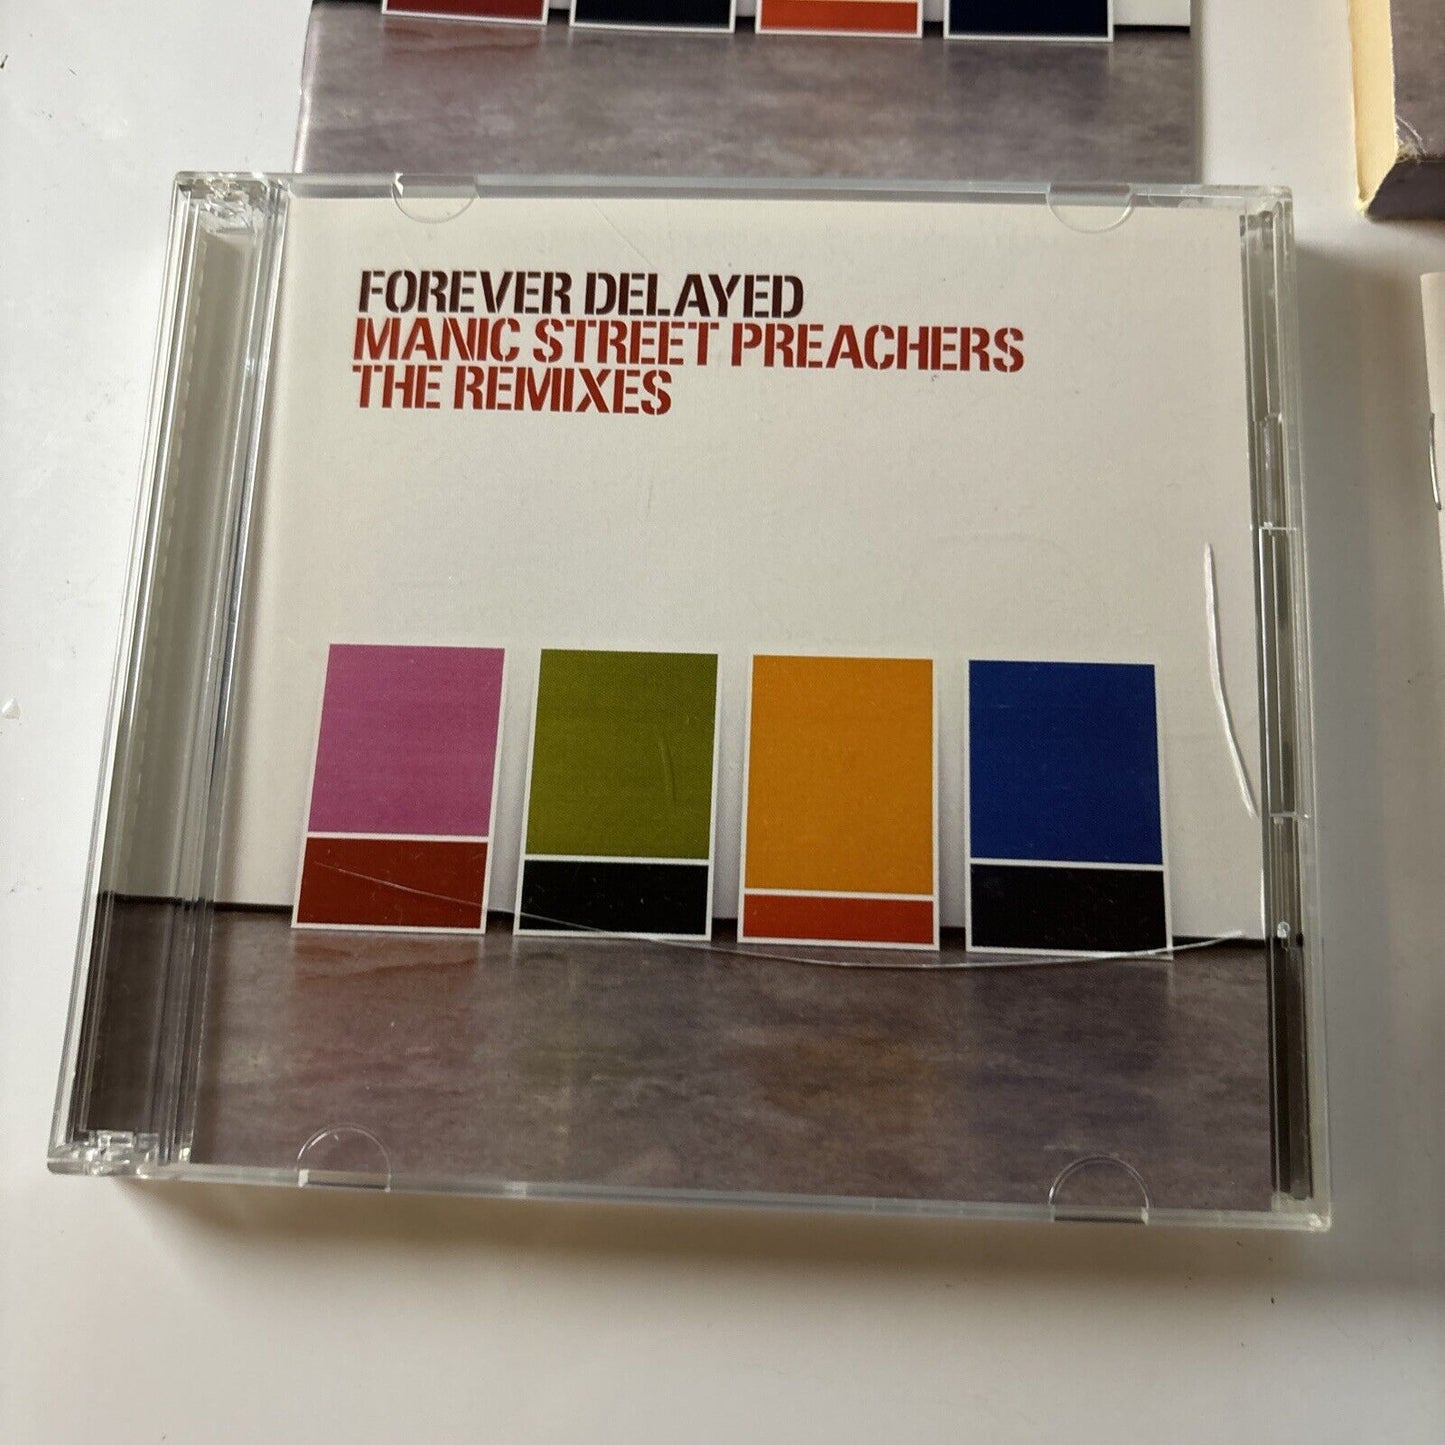 FOREVER DELAYED
MANIC STREET PREACHERS
THE REMIXES